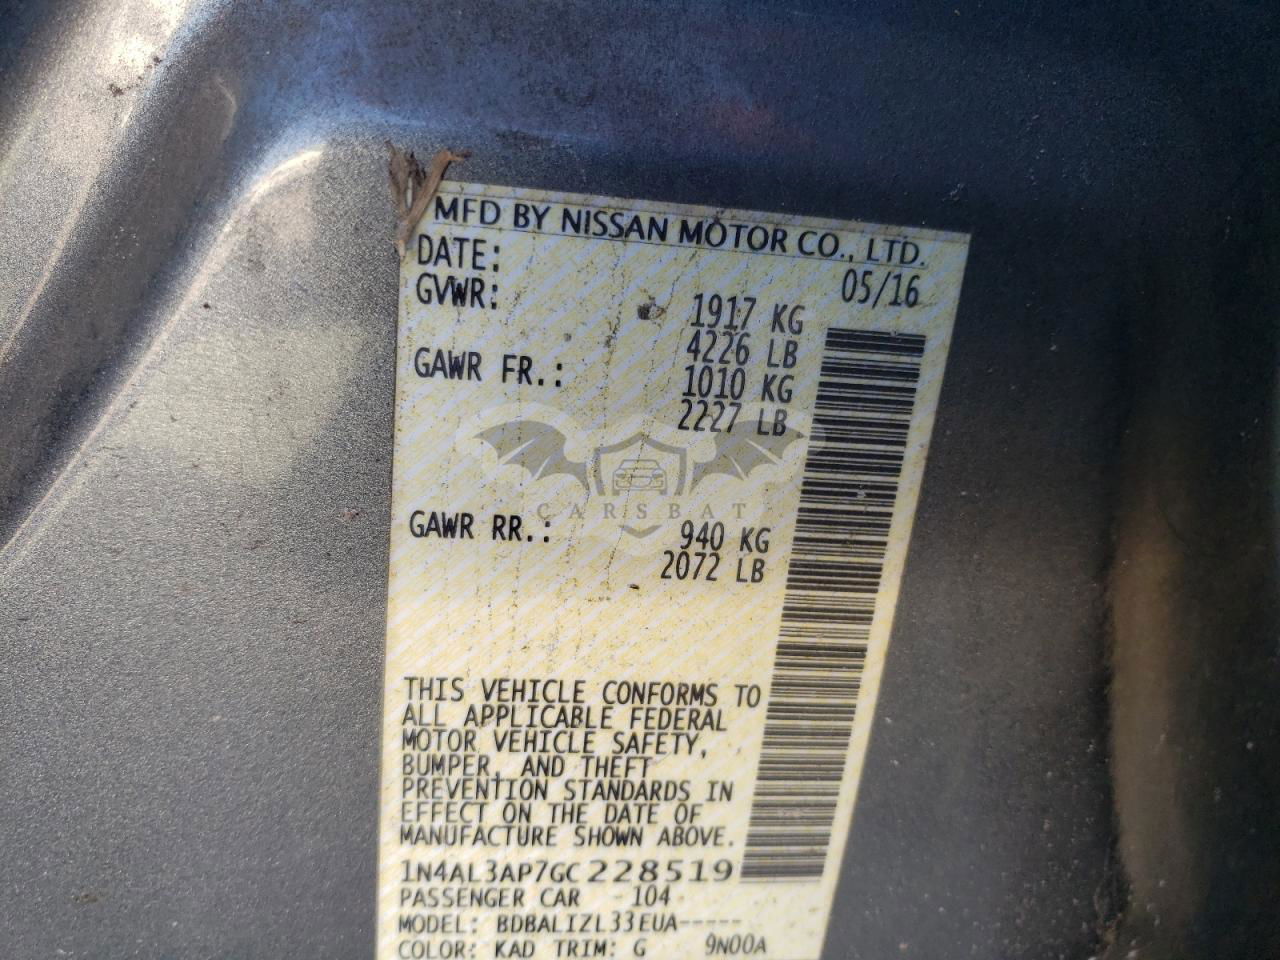 MFD BY NISSAN MOTOR CO., LTD.
DATE: 05/16
GVWR: 1917 KG
4226 LB
GAWR FR.: 1010 KG
2227 LB
CARSBAT
GAWR RR.: 940 KG
2072 LB
THIS VEHICLE CONFORMS TO
ALL APPLICABLE FEDERAL
MOTOR VEHICLE SAFETY,
BUMPER, AND THEFT
PREVENTION STANDARDS IN
EFFECT ON THE DATE OF
MANUFACTURE SHOWN ABOVE.
1N4AL3AP7GC228519
PASSENGER CAR -104
MODEL: BDBALIZL33EUA-----
COLOR: KAD TRIM: G 9N00A